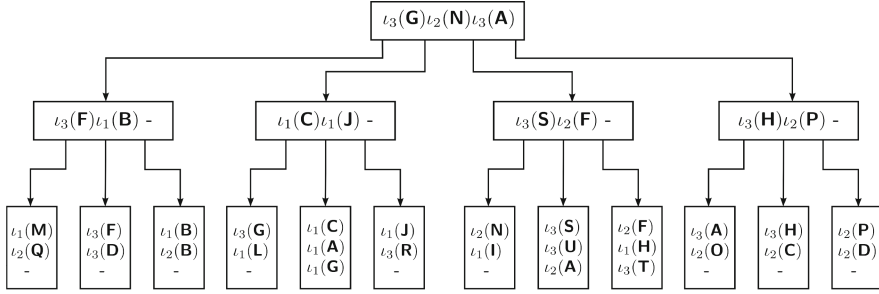 ι₃(G)ι₂(N)ι₃(A)
ι₃(F)ι₁(B) -
ι₁(C)ι₁(J) -
ι₃(S)ι₂(F) -
ι₃(H)ι₂(P) -
ι₁(M)
ι₂(Q)
-
ι₃(F)
ι₃(D)
-
ι₁(B)
ι₂(B)
-
ι₃(G)
ι₁(L)
-
ι₁(C)
ι₁(A)
ι₁(G)
ι₁(J)
ι₃(R)
-
ι₂(N)
ι₁(I)
-
ι₃(S)
ι₃(U)
ι₂(A)
ι₂(F)
ι₁(H)
ι₃(T)
ι₃(A)
ι₂(O)
-
ι₃(H)
ι₂(C)
-
ι₂(P)
ι₂(D)
-